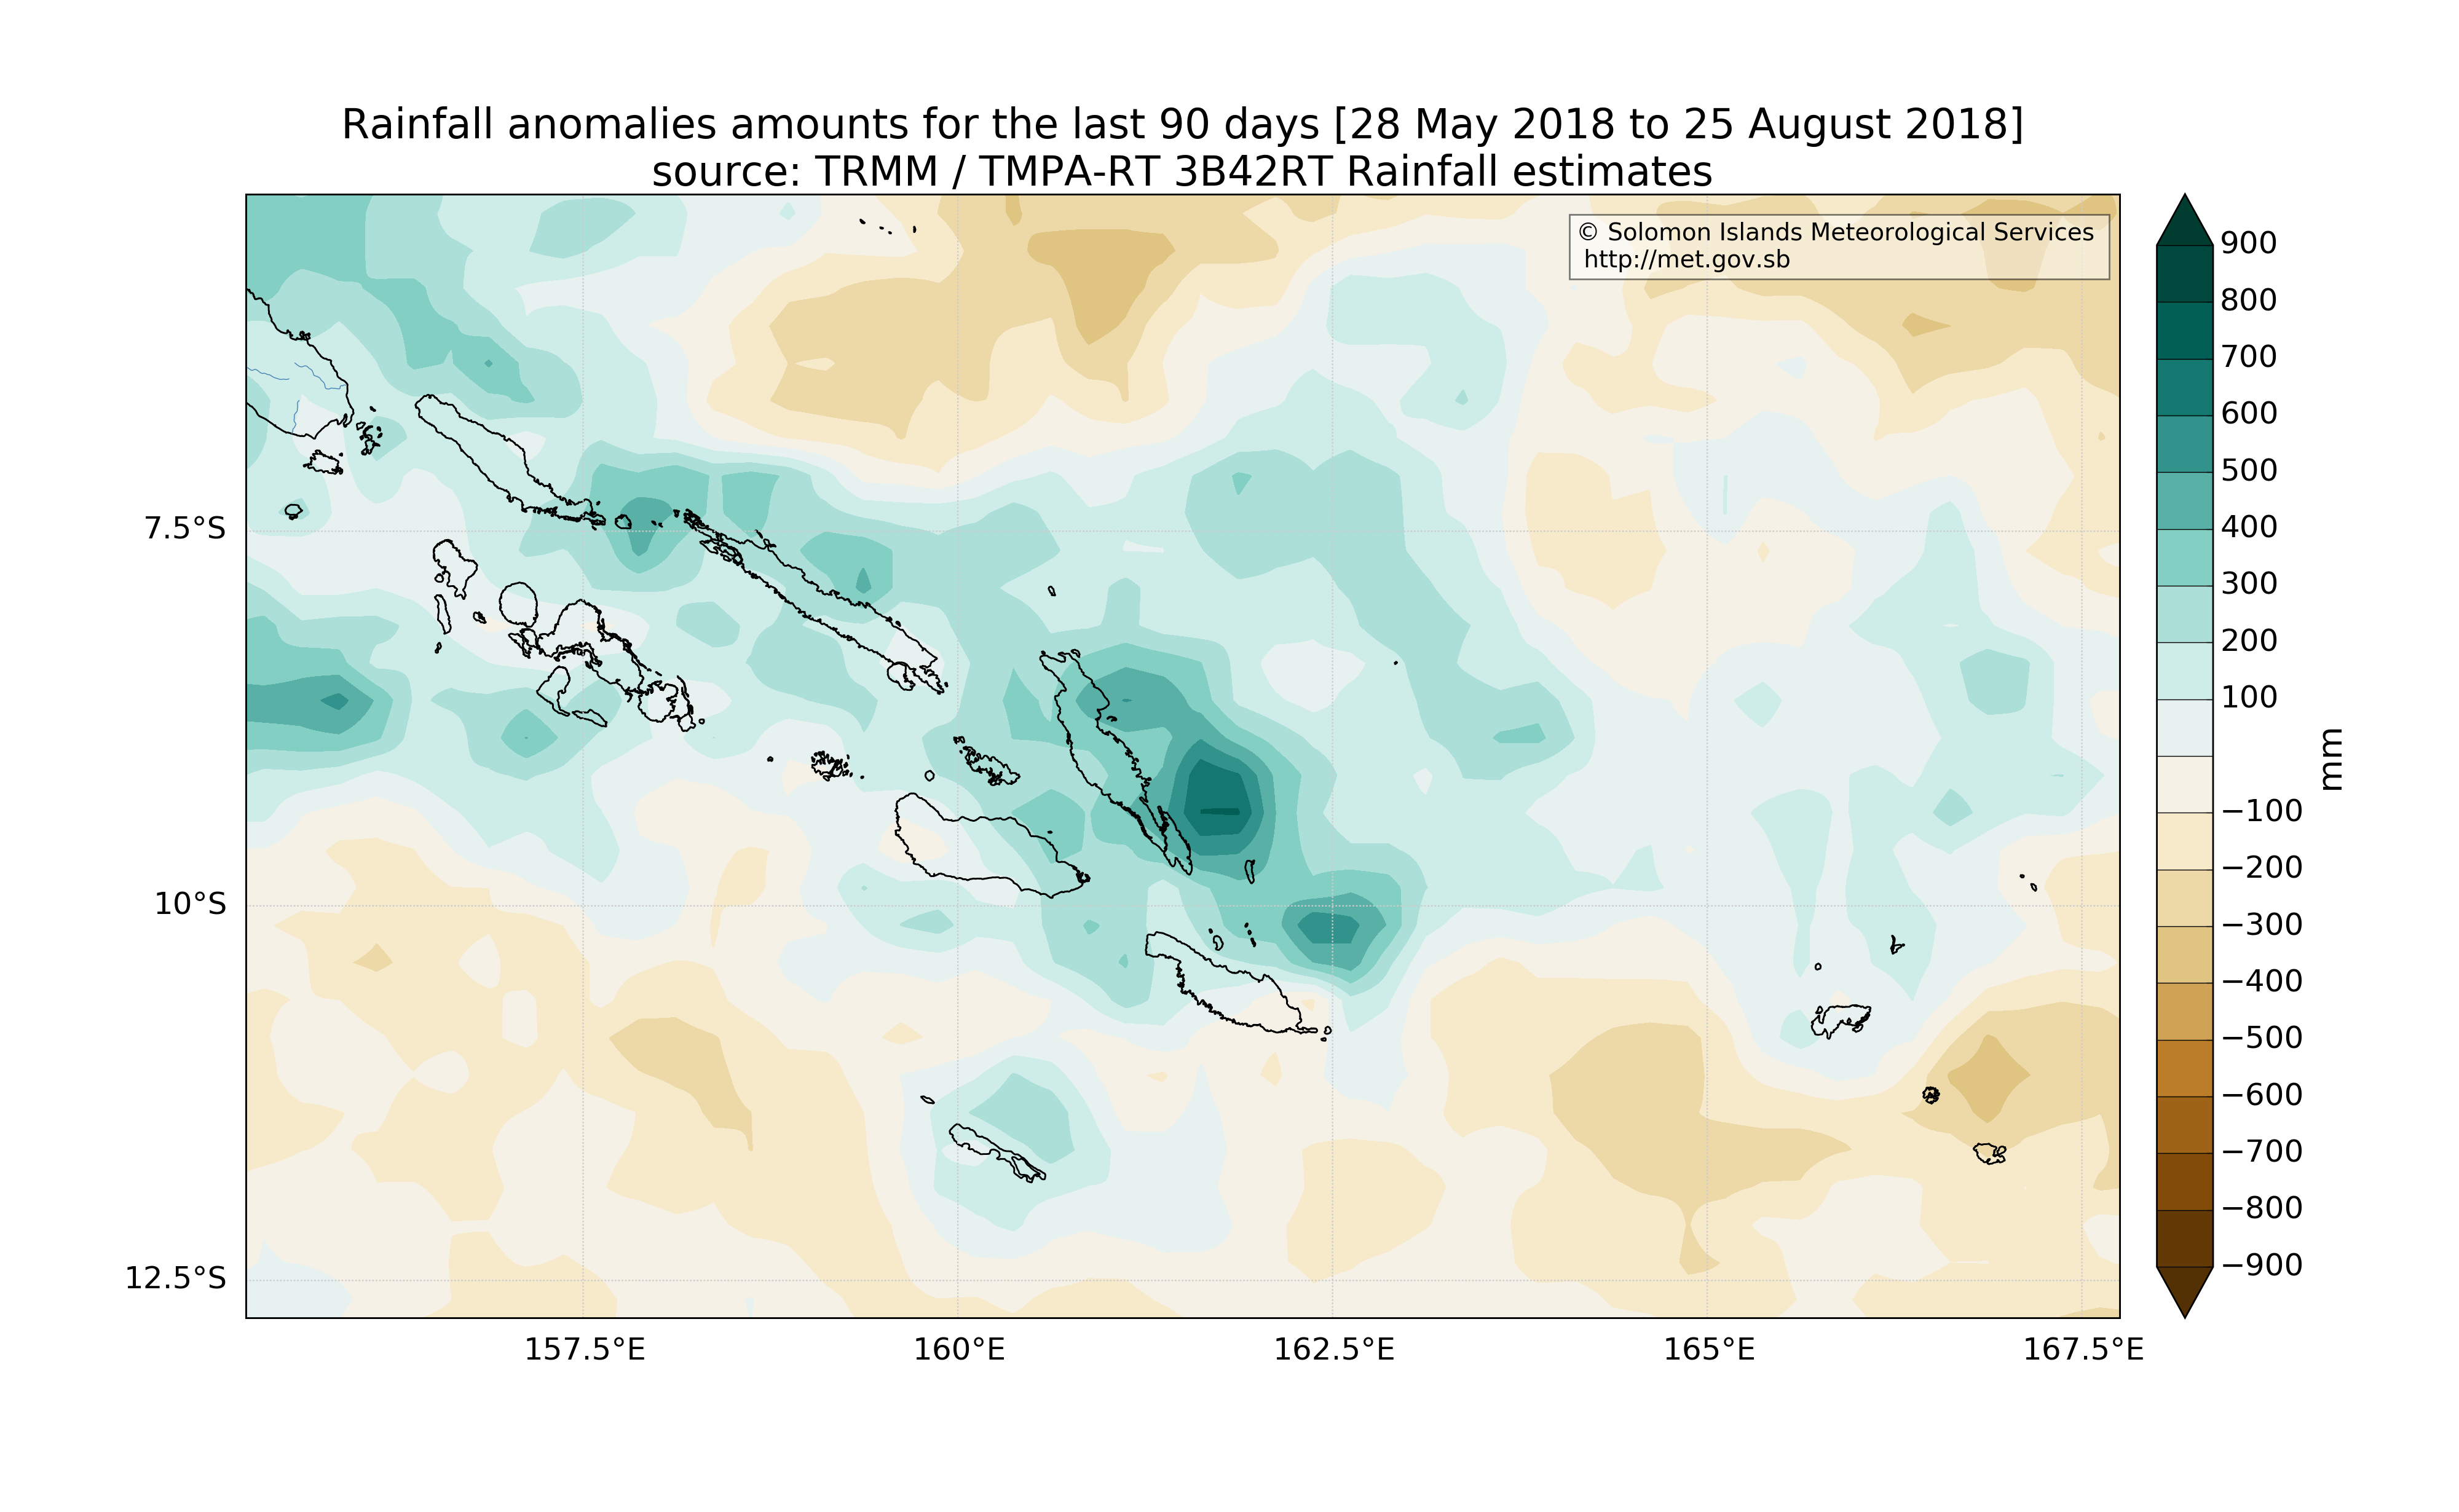 Rainfall anomalies amounts for the last 90 days [28 May 2018 to 25 August 2018]
source: TRMM / TMPA-RT 3B42RT Rainfall estimates
© Solomon Islands Meteorological Services
http://met.gov.sb
7.5°S
10°S
12.5°S
157.5°E
160°E
162.5°E
165°E
167.5°E
900
800
700
600
500
400
300
200
100
−100
−200
−300
−400
−500
−600
−700
−800
−900
mm